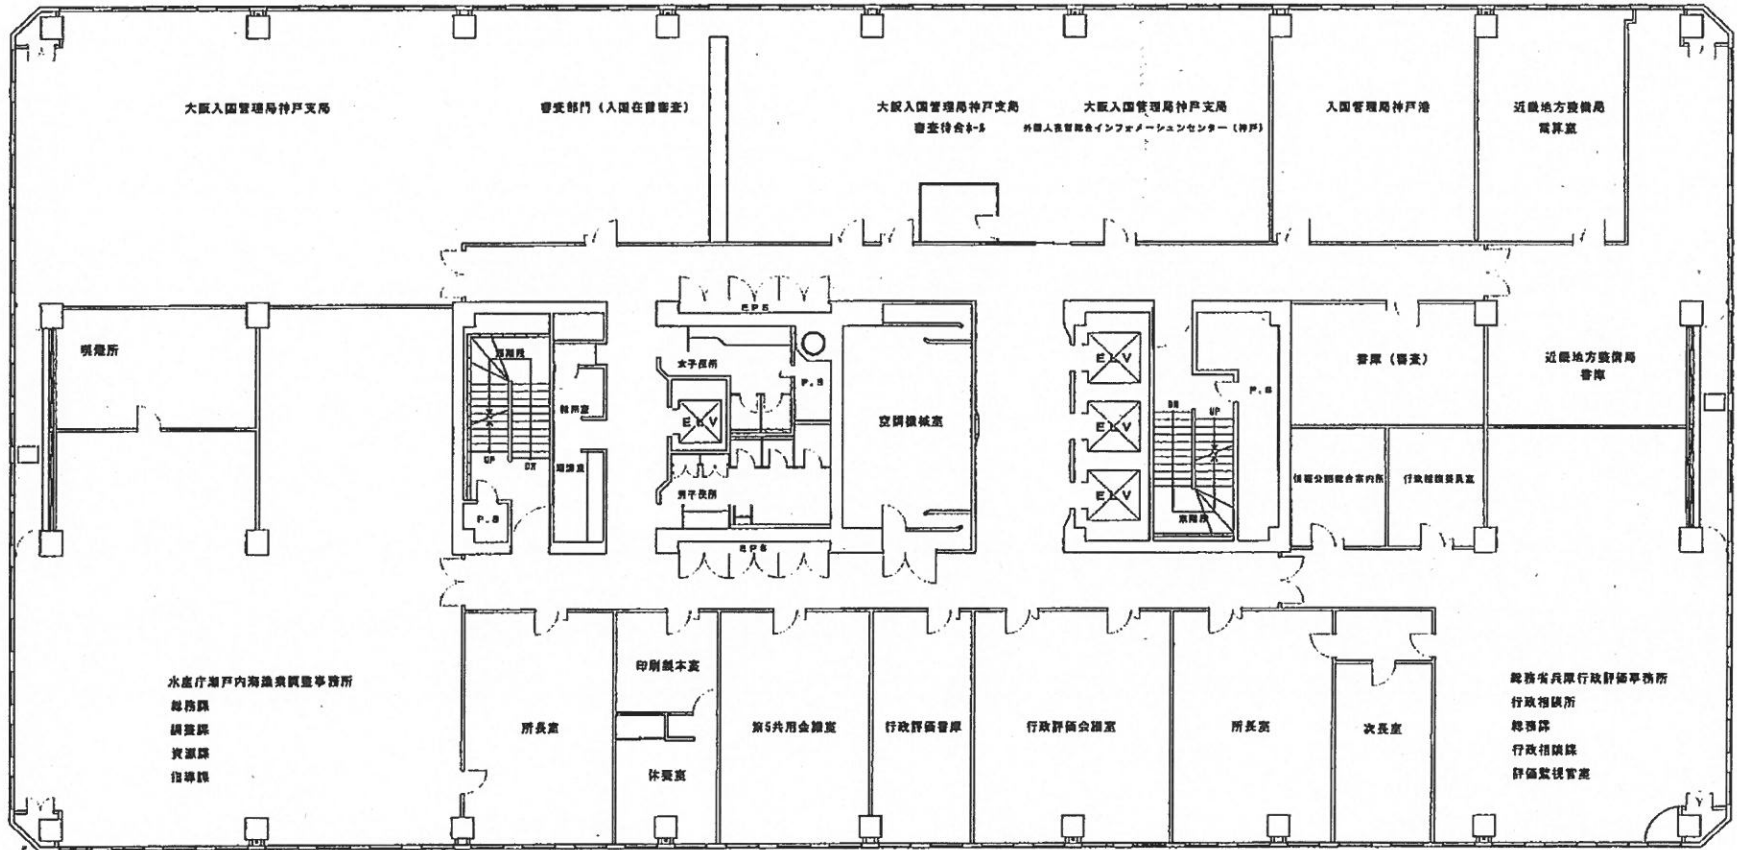 大阪入国管理局神戸支局
審査部門（入国在留審査）
大阪入国管理局神戸支局
審査待合ホール
大阪入国管理局神戸支局
外国人在留総合インフォメーションセンター（神戸）
入国管理局神戸港
近畿地方整備局
電算室
喫煙所
EPS
西階段
UP
DN
P.S
女子便所
ELV
男子便所
P.S
空調機械室
EPS
ELV
ELV
ELV
DN
UP
東階段
P.S
書庫（審査）
近畿地方整備局
書庫
情報公開総合案内所
行政相談委員室
水産庁瀬戸内海漁業調整事務所
総務課
調整課
資源課
指導課
所長室
印刷製本室
休養室
第5共用会議室
行政評価書庫
行政評価会議室
所長室
次長室
総務省兵庫行政評価事務所
行政相談所
総務課
行政相談課
評価監視官室